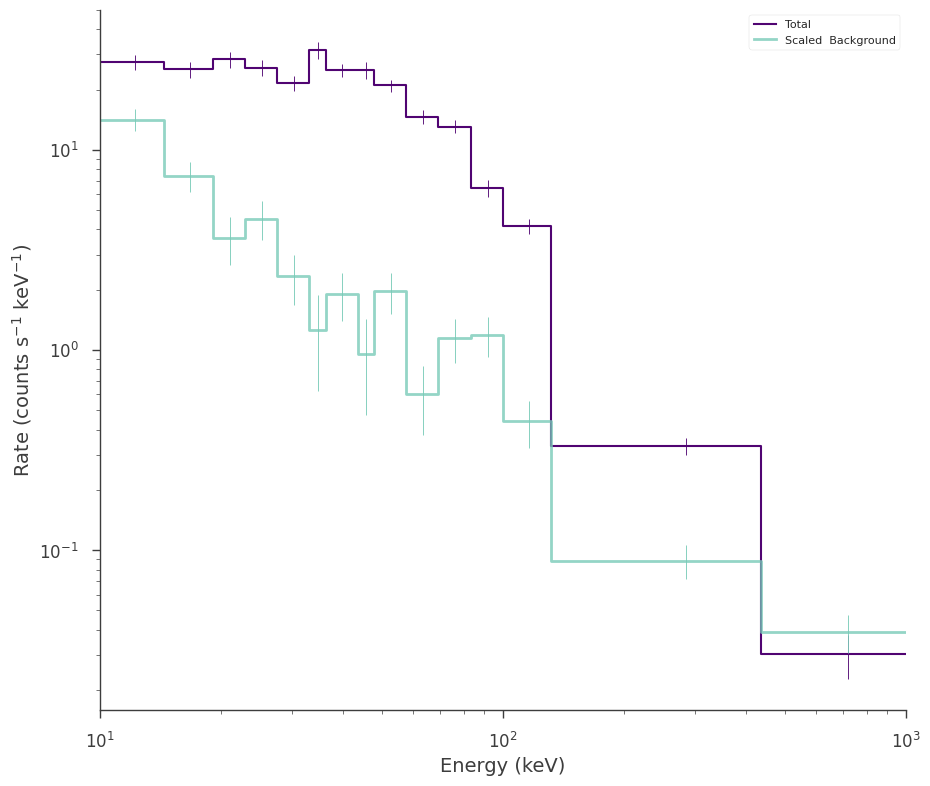 Total
Scaled  Background
Rate (counts s⁻¹ keV⁻¹)
10¹
10⁰
10⁻¹
10¹
10²
10³
Energy (keV)